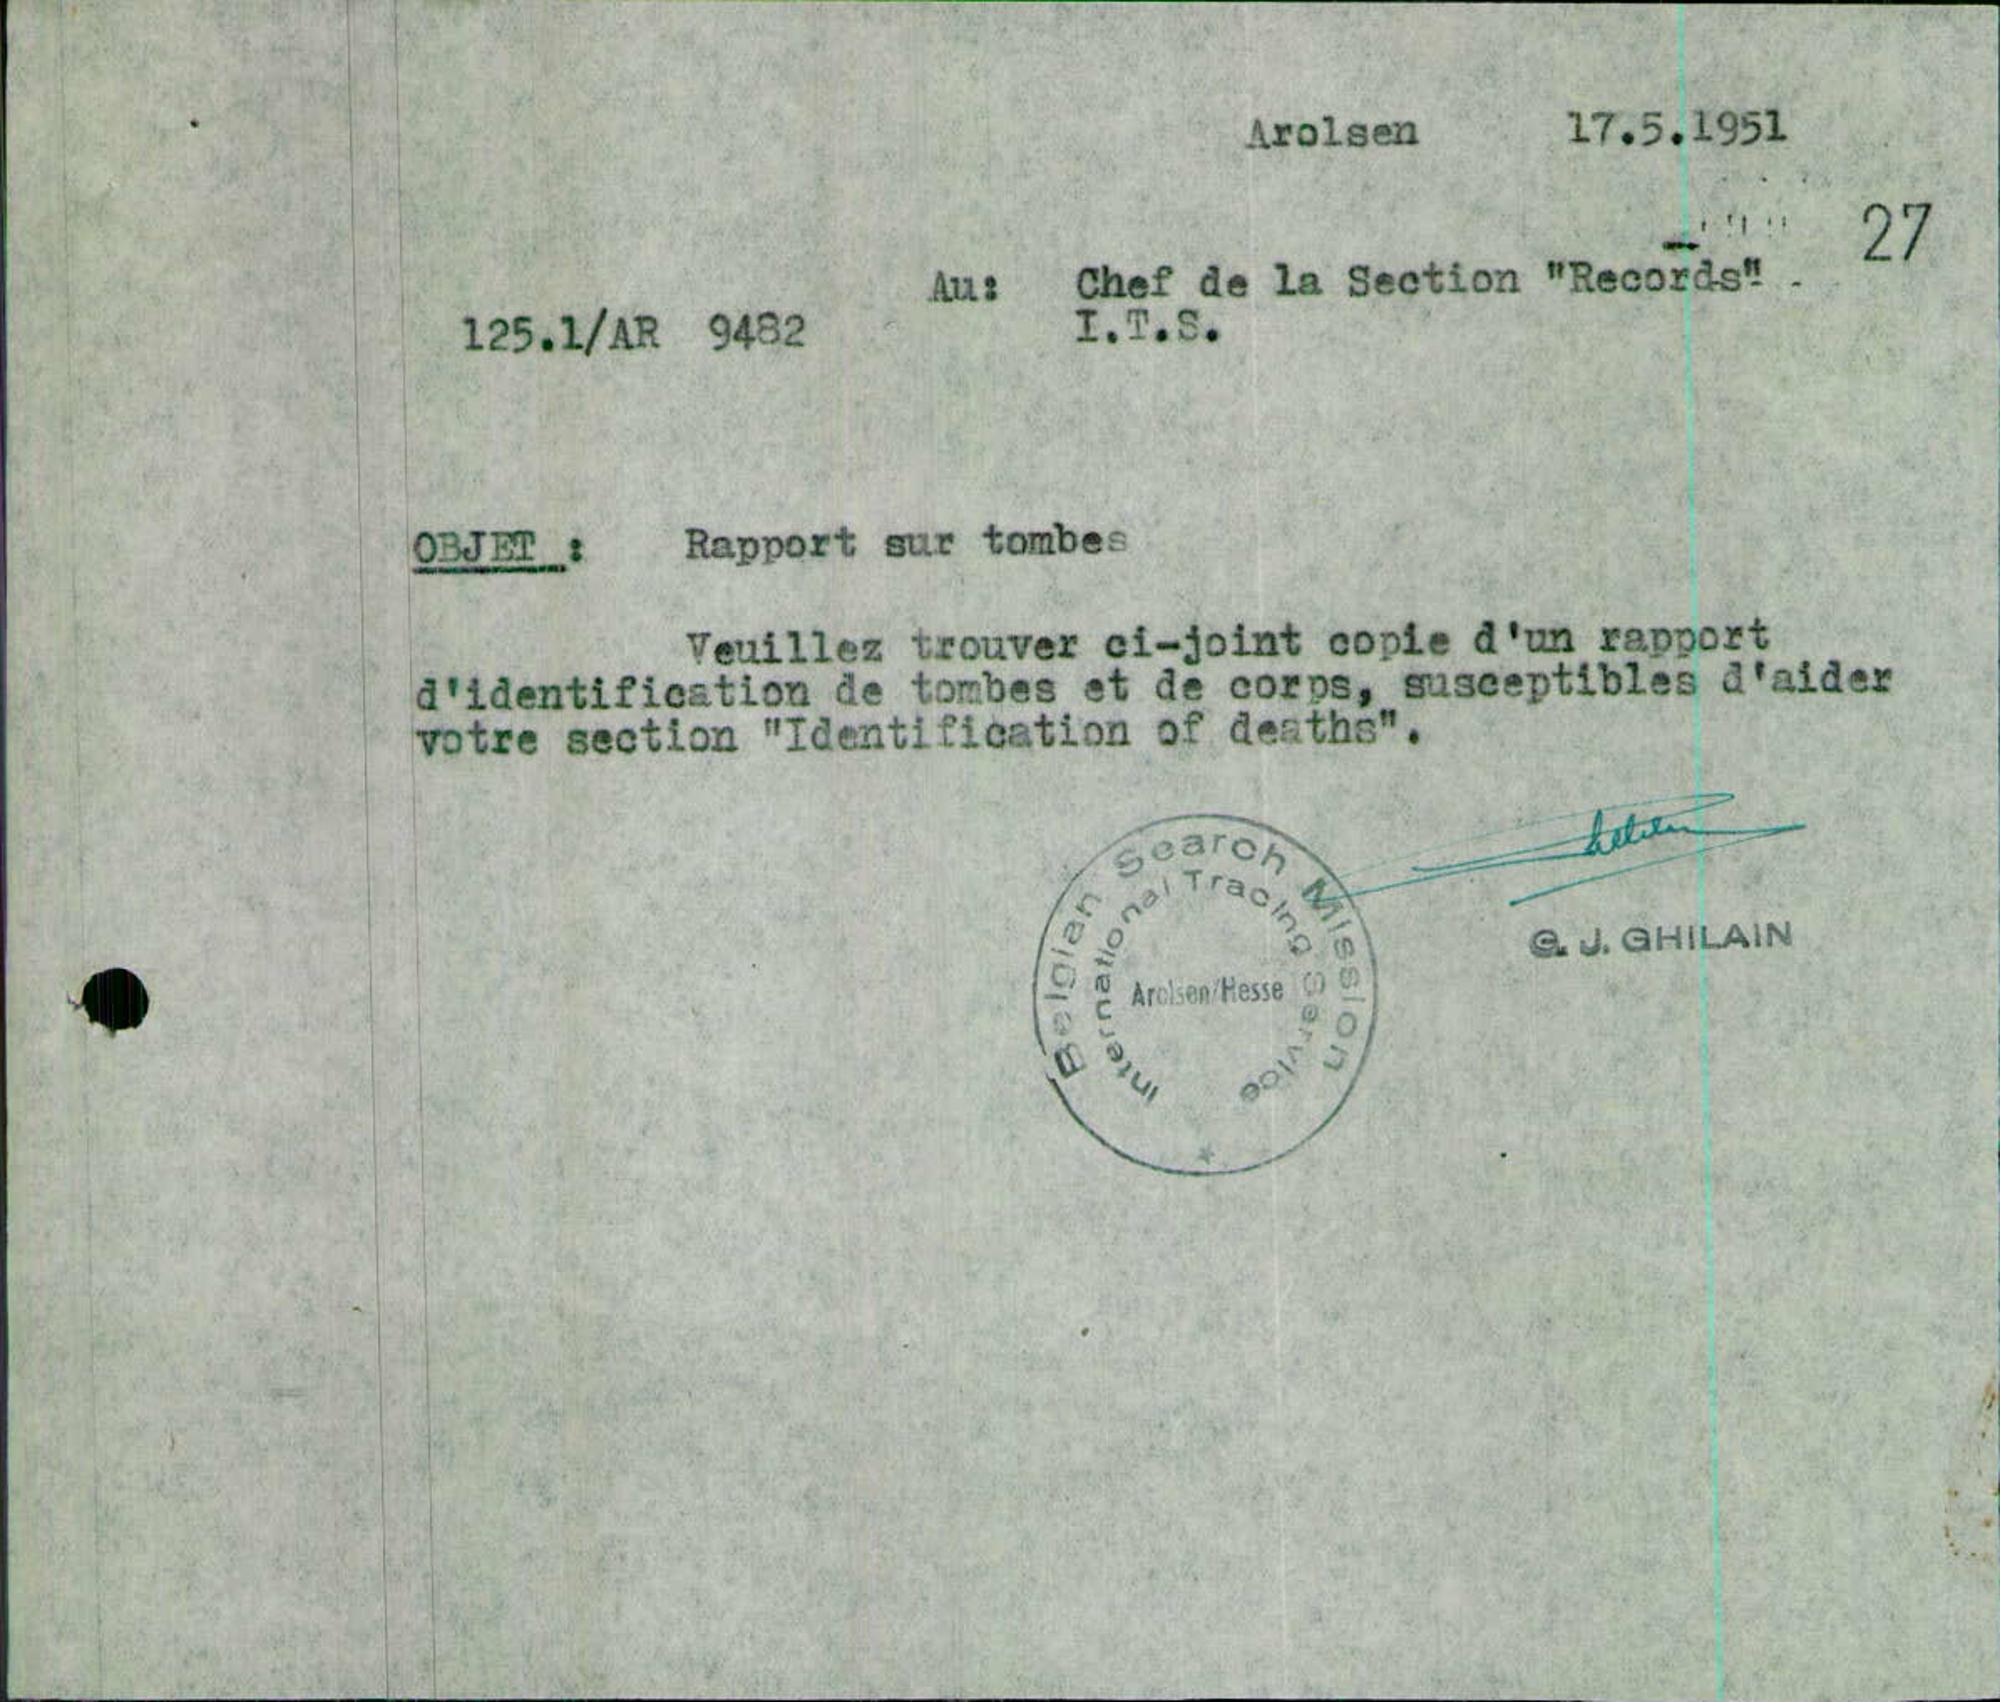 Arolsen 17.5.1951
27
Au: Chef de la Section "Records"
125.1/AR 9482 I.T.S.
OBJET : Rapport sur tombes
Veuillez trouver ci-joint copie d'un rapport
d'identification de tombes et de corps, susceptibles d'aider
votre section "Identification of deaths".
Belgian Search Mission
International Tracing Service
Arolsen/Hesse
G. J. GHILAIN